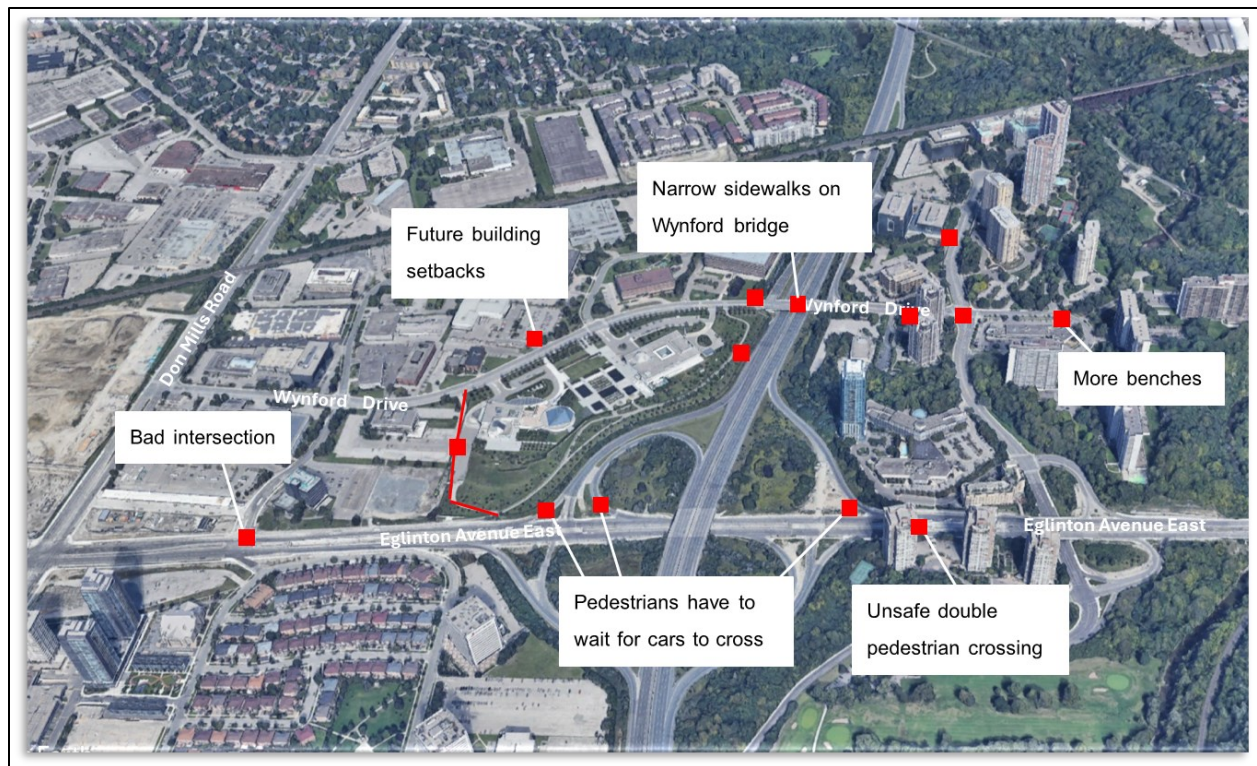 Narrow sidewalks on
Wynford bridge
Future building
setbacks
Don Mills Road
Wynford Drive
More benches
Wynford Drive
Bad intersection
Eglinton Avenue East
Eglinton Avenue East
Pedestrians have to
wait for cars to cross
Unsafe double
pedestrian crossing